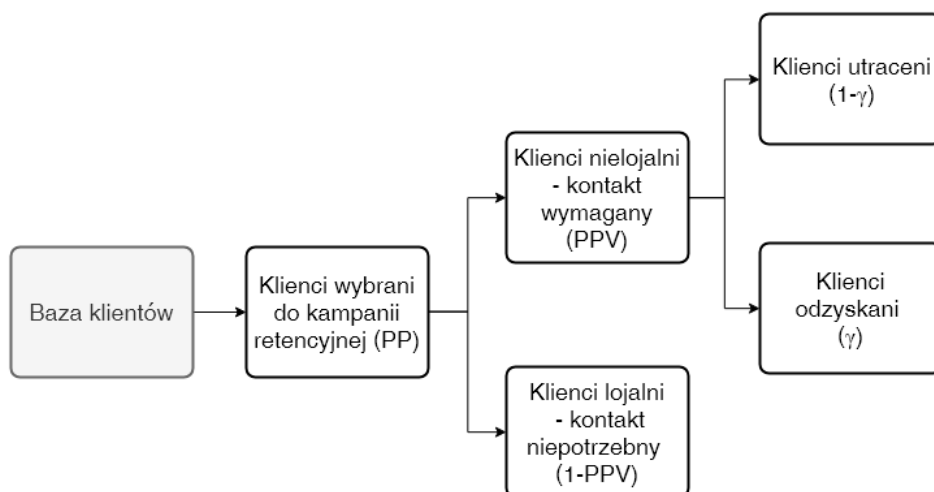 Baza klientów
Klienci wybrani
do kampanii
retencyjnej (PP)
Klienci nielojalni
- kontakt
wymagany
(PPV)
Klienci lojalni
- kontakt
niepotrzebny
(1-PPV)
Klienci utraceni
(1-γ)
Klienci
odzyskani
(γ)